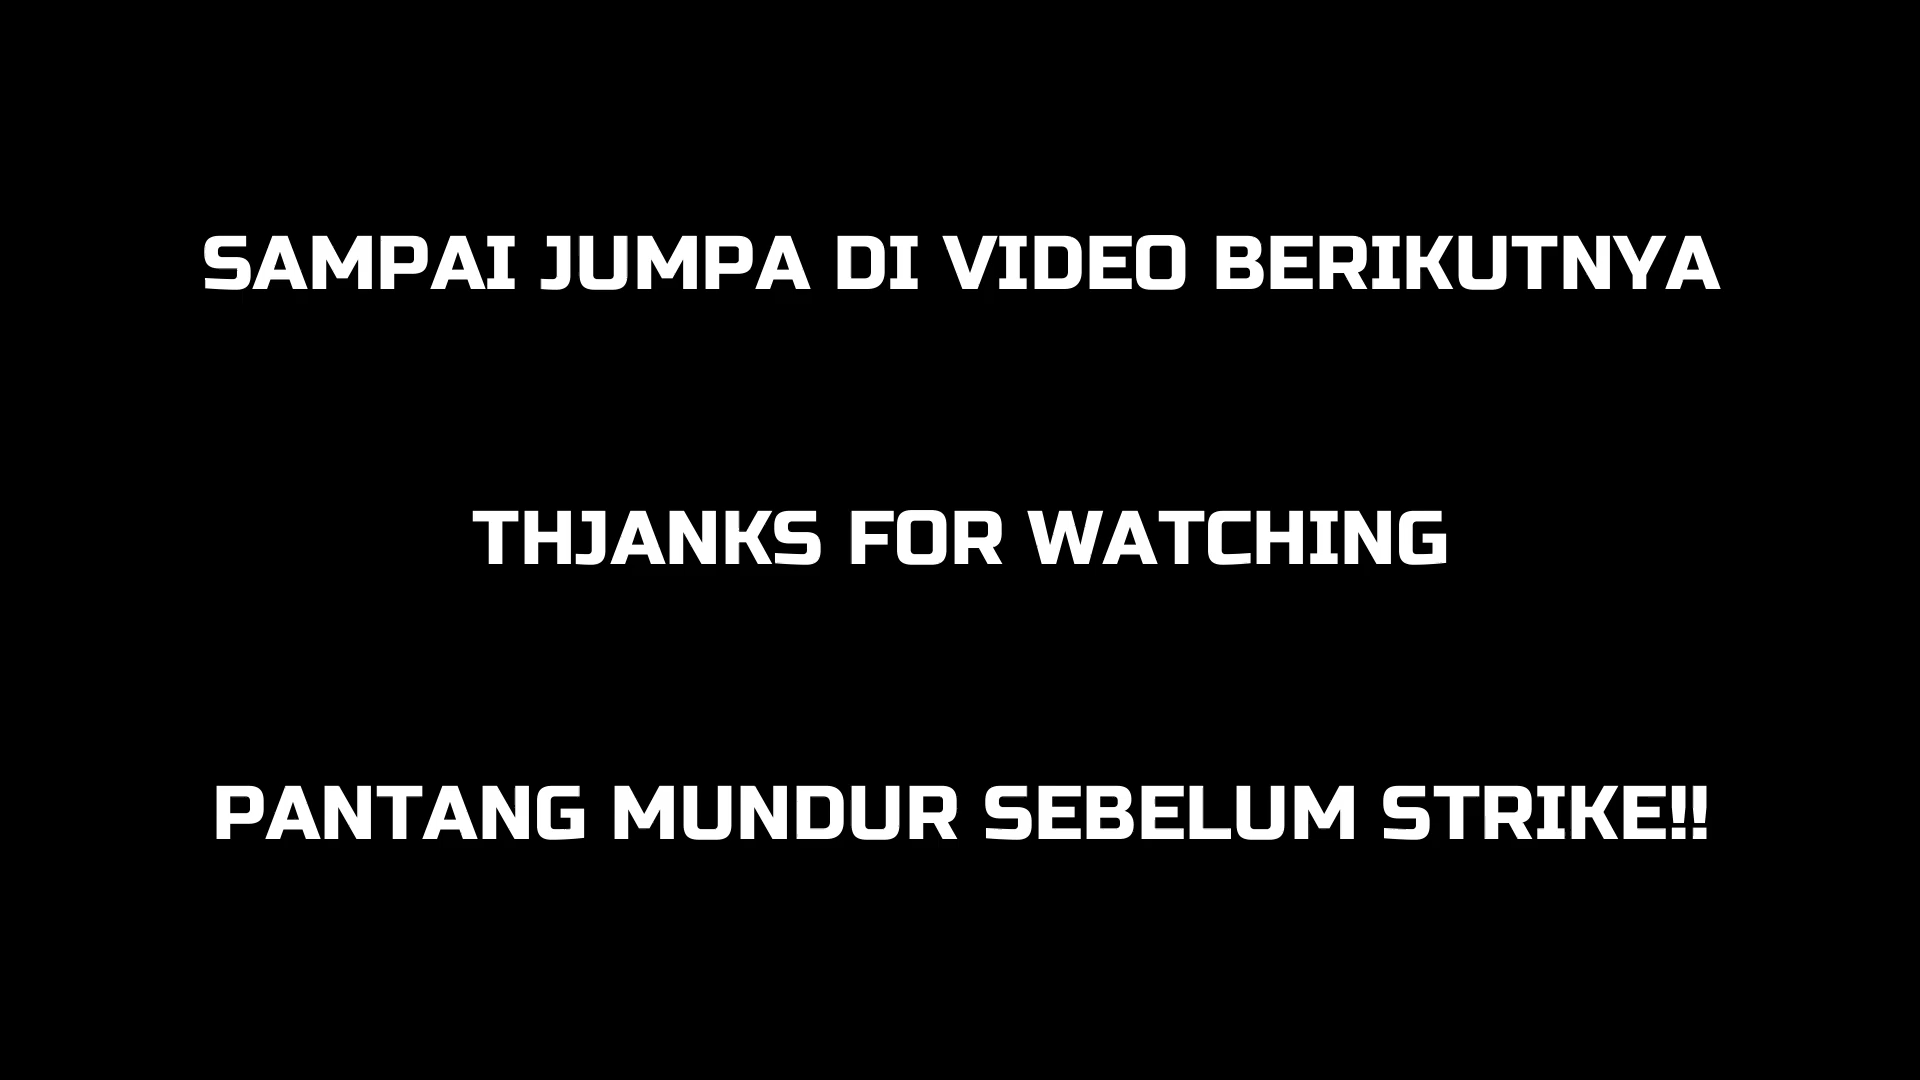 SAMPAI JUMPA DI VIDEO BERIKUTNYA
THJANKS FOR WATCHING
PANTANG MUNDUR SEBELUM STRIKE!!